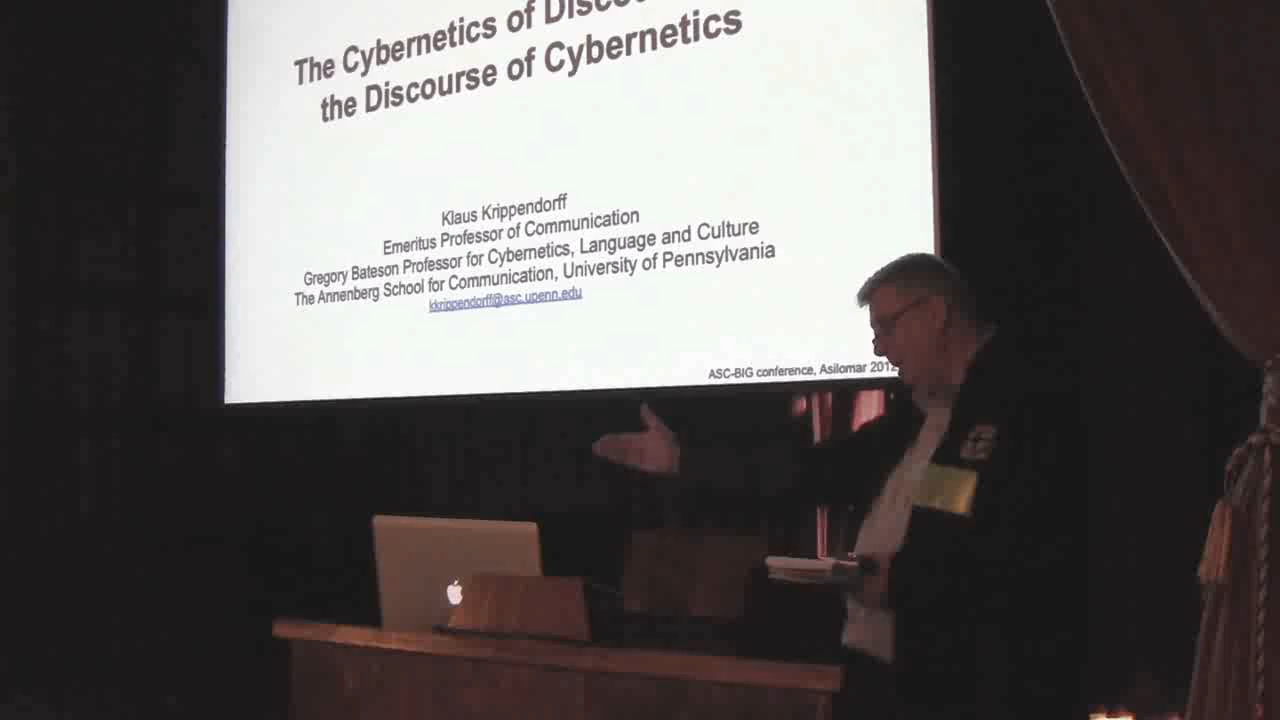 The Cybernetics of
the Discourse of Cybernetics
Klaus Krippendorff
Emeritus Professor of Communication
Gregory Bateson Professor for Cybernetics, Language and Culture
The Annenberg School for Communication, University of Pennsylvania
kkrippendorff@asc.upenn.edu
ASC-BIG conference, Asilomar 2012